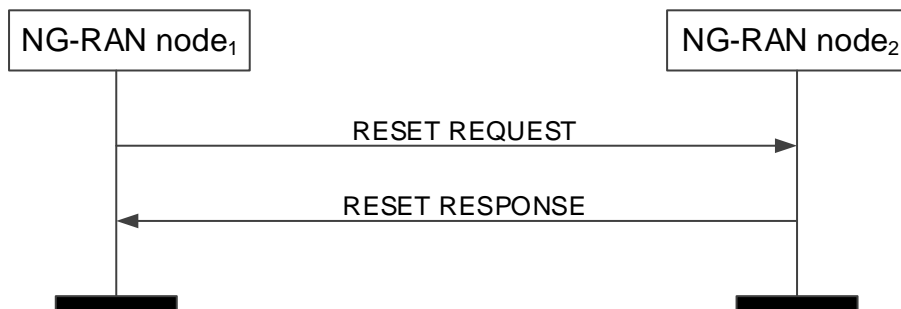 NG-RAN node₁
NG-RAN node₂
RESET REQUEST
RESET RESPONSE